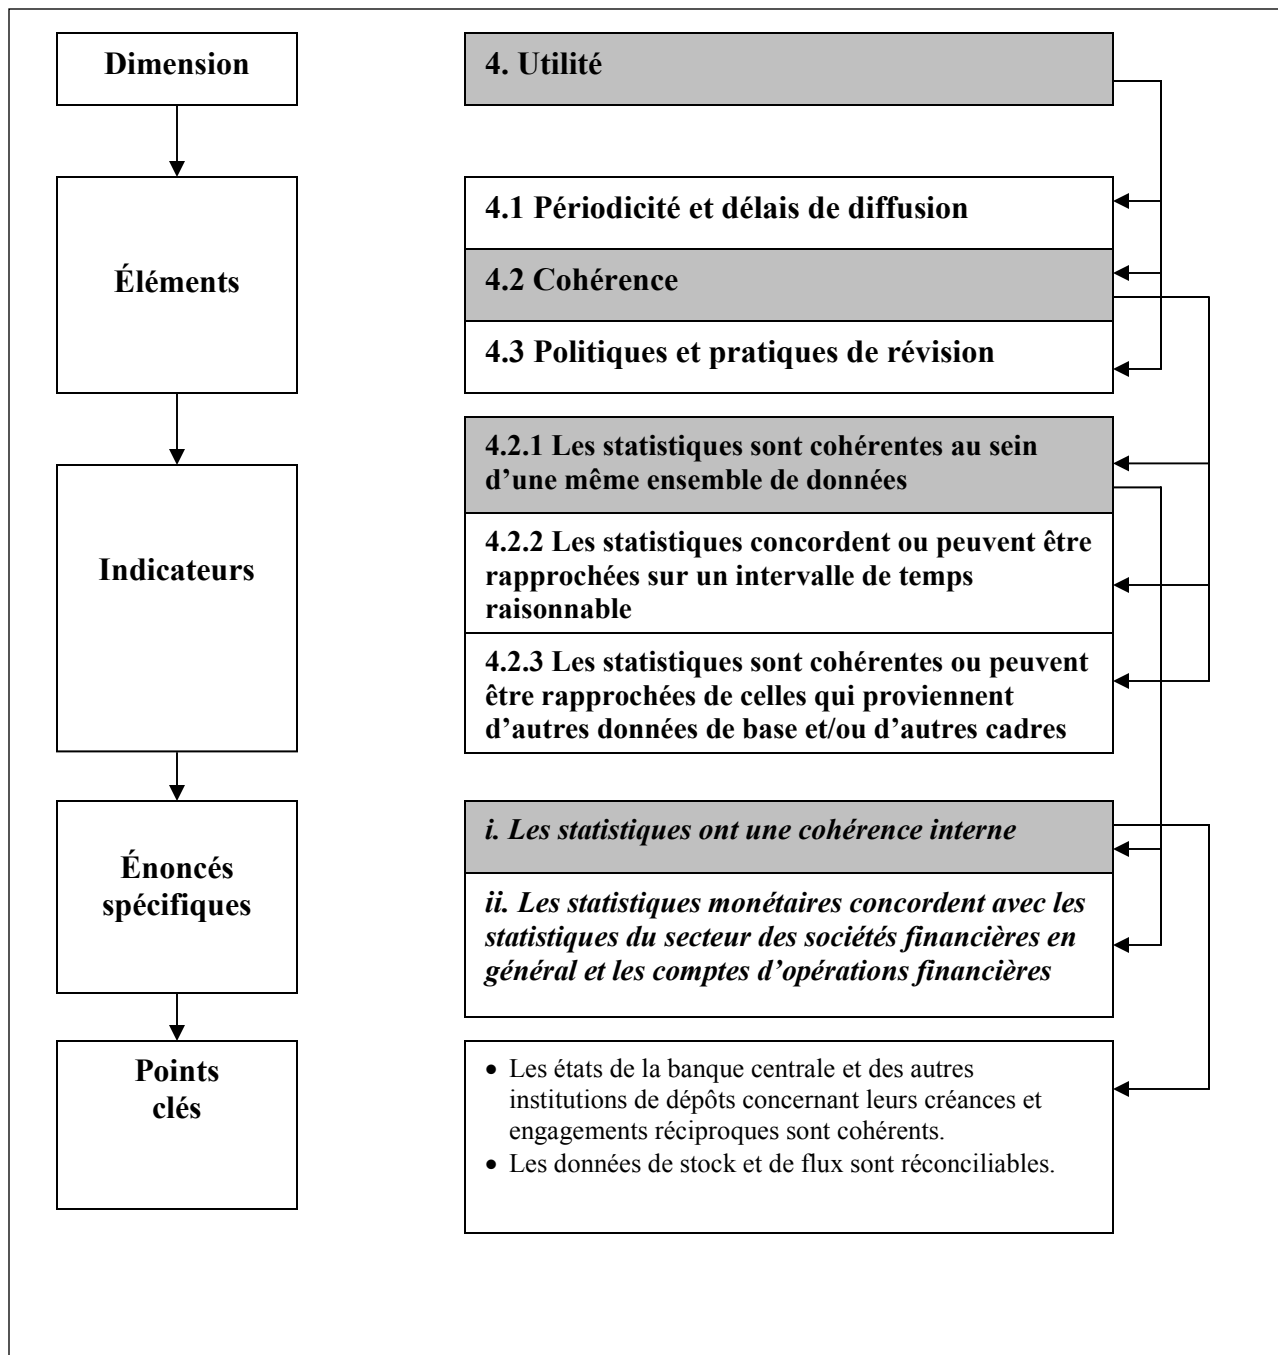 Dimension
4. Utilité
Éléments
4.1 Périodicité et délais de diffusion
4.2 Cohérence
4.3 Politiques et pratiques de révision
Indicateurs
4.2.1 Les statistiques sont cohérentes au sein
d’une même ensemble de données
4.2.2 Les statistiques concordent ou peuvent être
rapprochées sur un intervalle de temps
raisonnable
4.2.3 Les statistiques sont cohérentes ou peuvent
être rapprochées de celles qui proviennent
d’autres données de base et/ou d’autres cadres
Énoncés
spécifiques
i. Les statistiques ont une cohérence interne
ii. Les statistiques monétaires concordent avec les
statistiques du secteur des sociétés financières en
général et les comptes d’opérations financières
Points
clés
• Les états de la banque centrale et des autres
institutions de dépôts concernant leurs créances et
engagements réciproques sont cohérents.
• Les données de stock et de flux sont réconciliables.